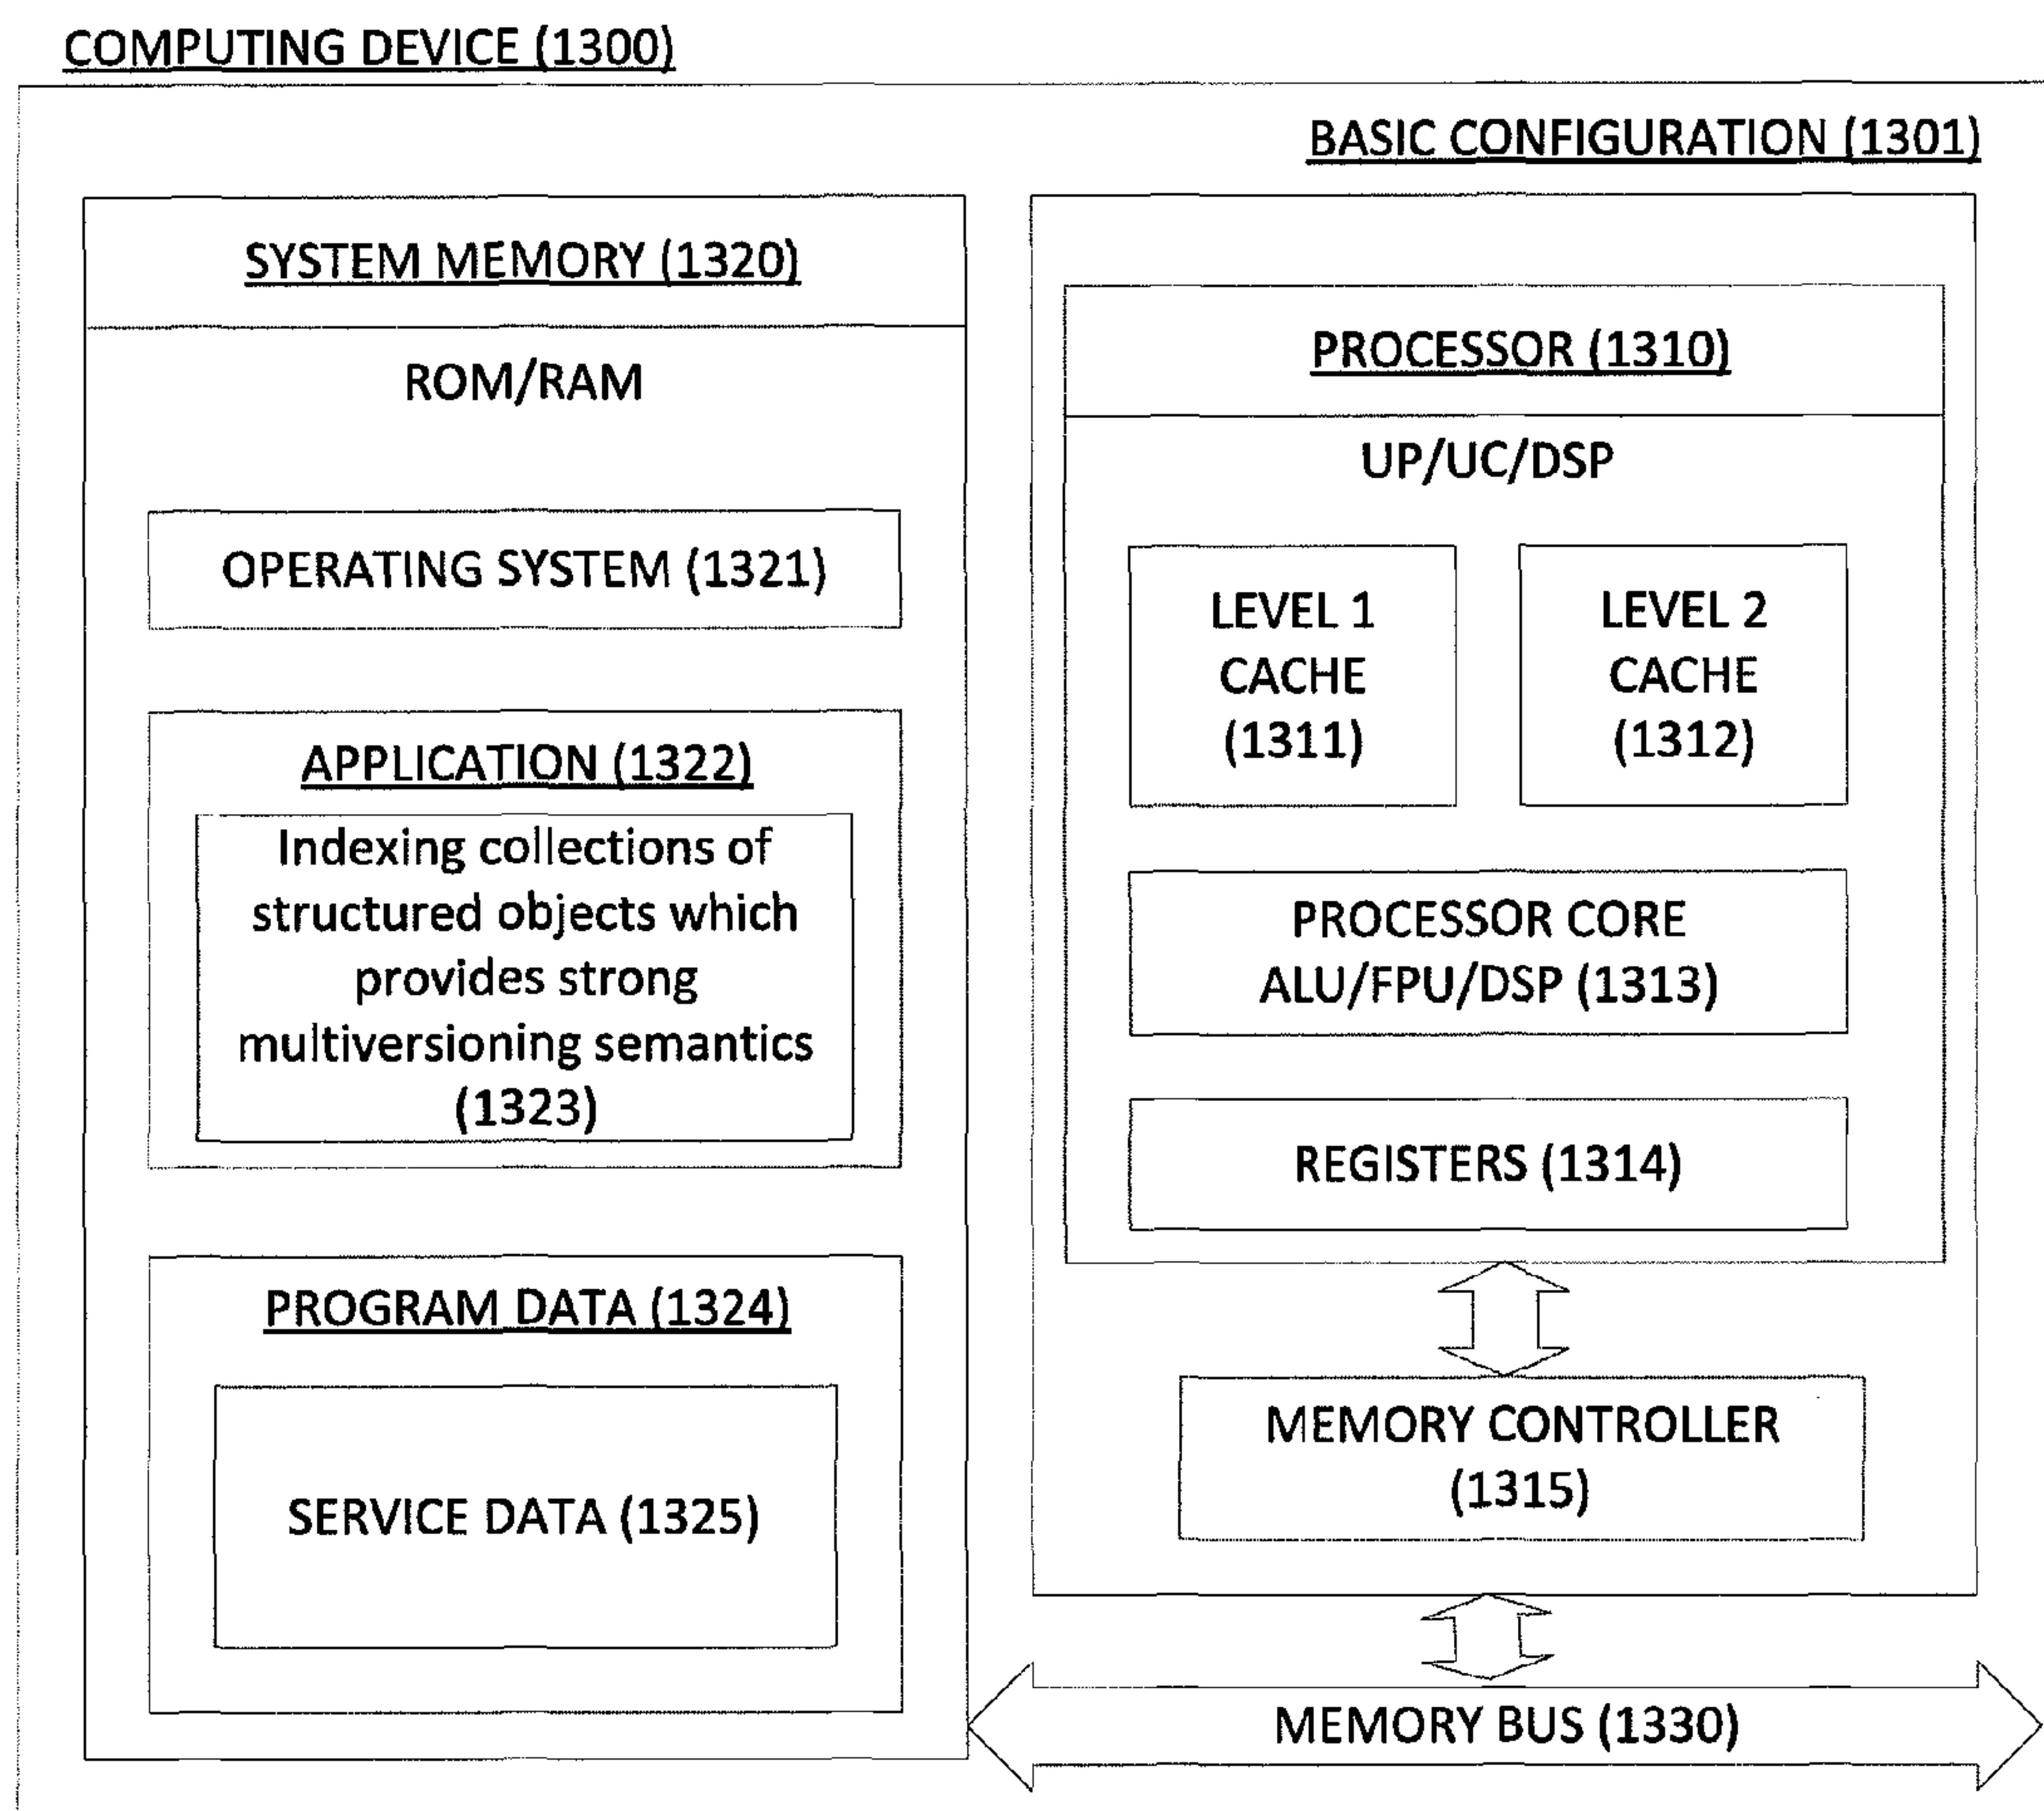 COMPUTING DEVICE (1300)
BASIC CONFIGURATION (1301)
SYSTEM MEMORY (1320)
ROM/RAM
OPERATING SYSTEM (1321)
APPLICATION (1322)
Indexing collections of
structured objects which
provides strong
multiversioning semantics
(1323)
PROGRAM DATA (1324)
SERVICE DATA (1325)
PROCESSOR (1310)
UP/UC/DSP
LEVEL 1
CACHE
(1311)
LEVEL 2
CACHE
(1312)
PROCESSOR CORE
ALU/FPU/DSP (1313)
REGISTERS (1314)
MEMORY CONTROLLER
(1315)
MEMORY BUS (1330)